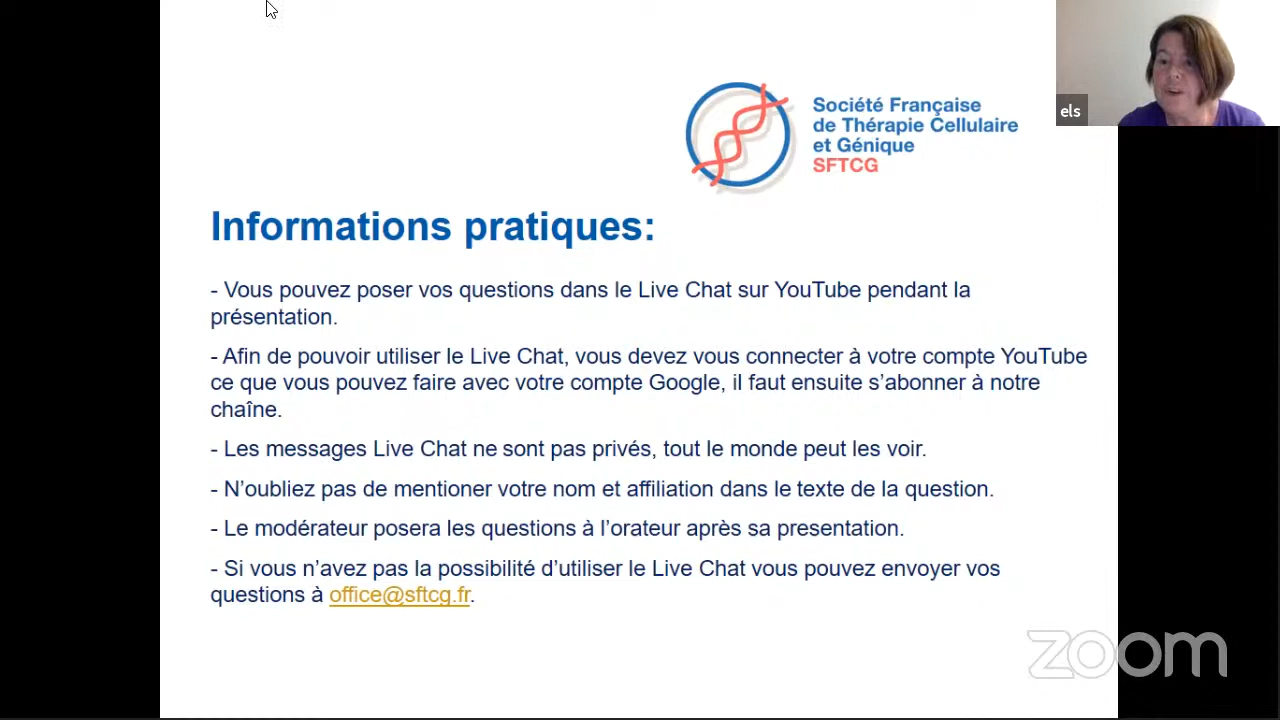 els
Société Française
de Thérapie Cellulaire
et Génique
SFTCG
Informations pratiques:
- Vous pouvez poser vos questions dans le Live Chat sur YouTube pendant la
présentation.
- Afin de pouvoir utiliser le Live Chat, vous devez vous connecter à votre compte YouTube
ce que vous pouvez faire avec votre compte Google, il faut ensuite s’abonner à notre
chaîne.
- Les messages Live Chat ne sont pas privés, tout le monde peut les voir.
- N’oubliez pas de mentioner votre nom et affiliation dans le texte de la question.
- Le modérateur posera les questions à l’orateur après sa presentation.
- Si vous n’avez pas la possibilité d’utiliser le Live Chat vous pouvez envoyer vos
questions à office@sftcg.fr.
zoom